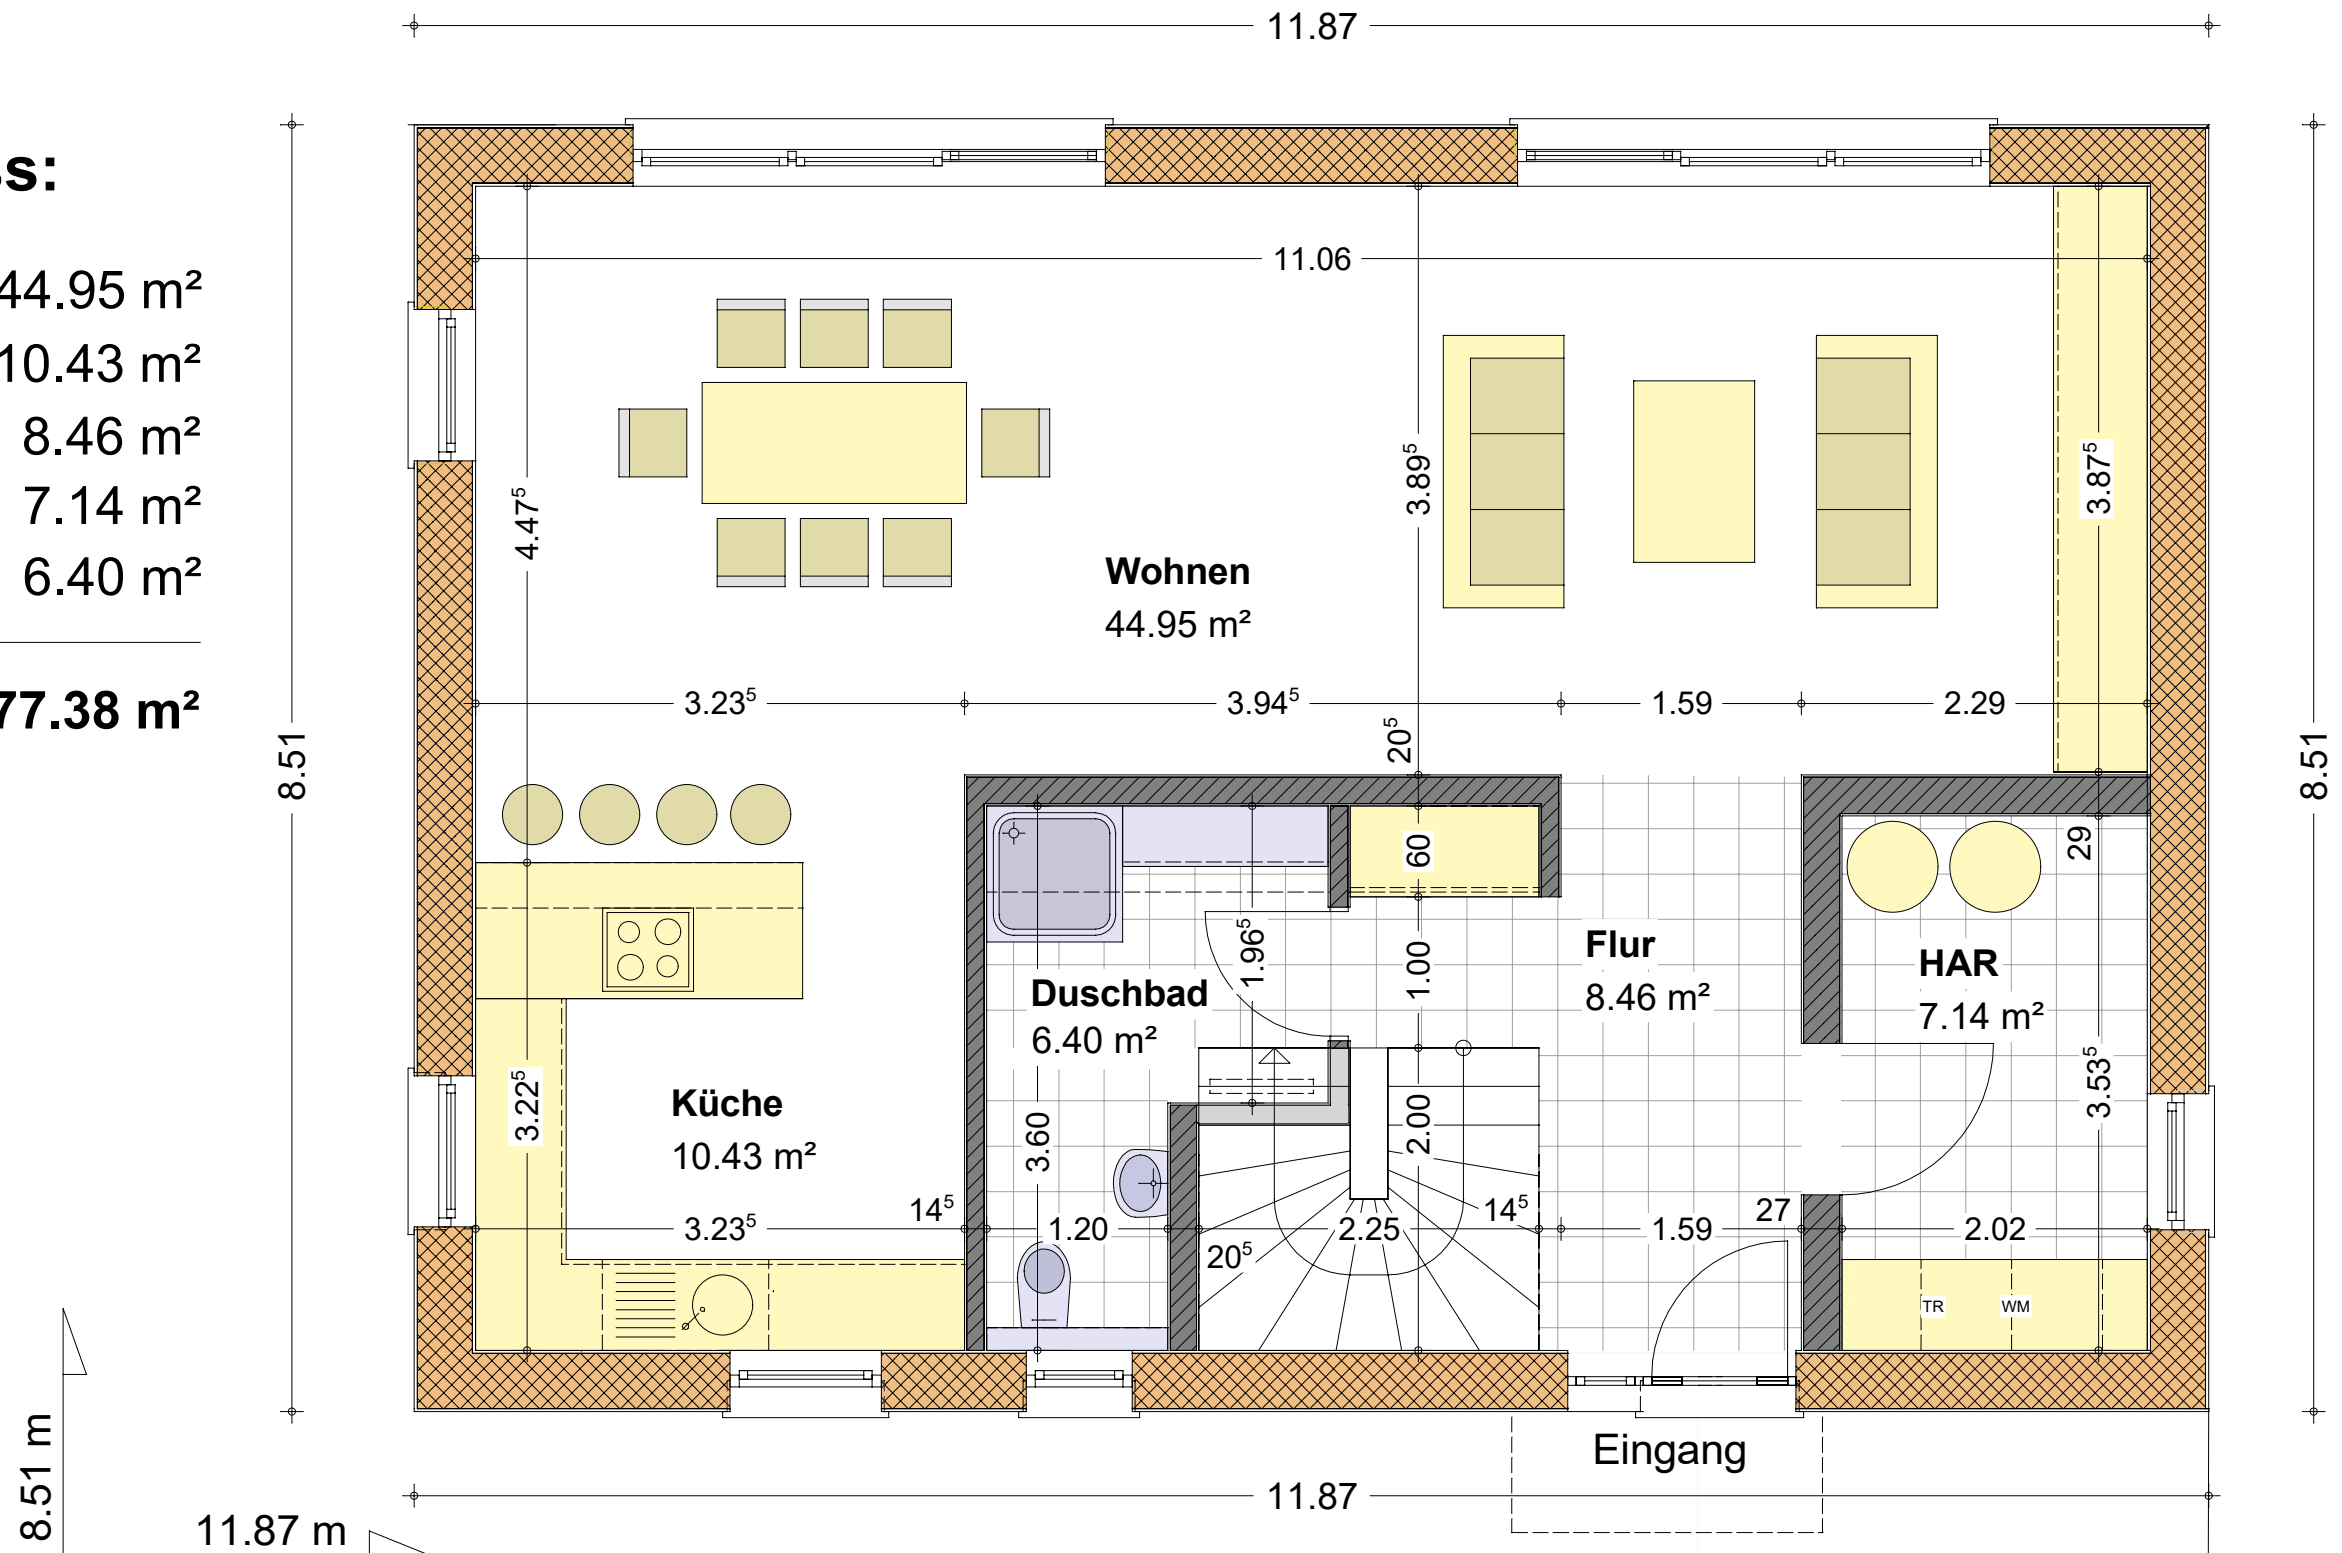 11.87
ss:
44.95 m²
10.43 m²
8.46 m²
7.14 m²
6.40 m²
77.38 m²
8.51
8.51
11.06
4.47⁵
3.89⁵
3.87⁵
Wohnen
44.95 m²
3.23⁵
3.94⁵
1.59
2.29
20⁵
60
29
1.96⁵
1.00
Flur
8.46 m²
HAR
7.14 m²
Duschbad
6.40 m²
Küche
10.43 m²
3.22⁵
3.60
2.00
3.53⁵
3.23⁵
14⁵
1.20
20⁵
2.25
14⁵
1.59
27
2.02
TR
WM
Eingang
11.87
8.51 m
11.87 m